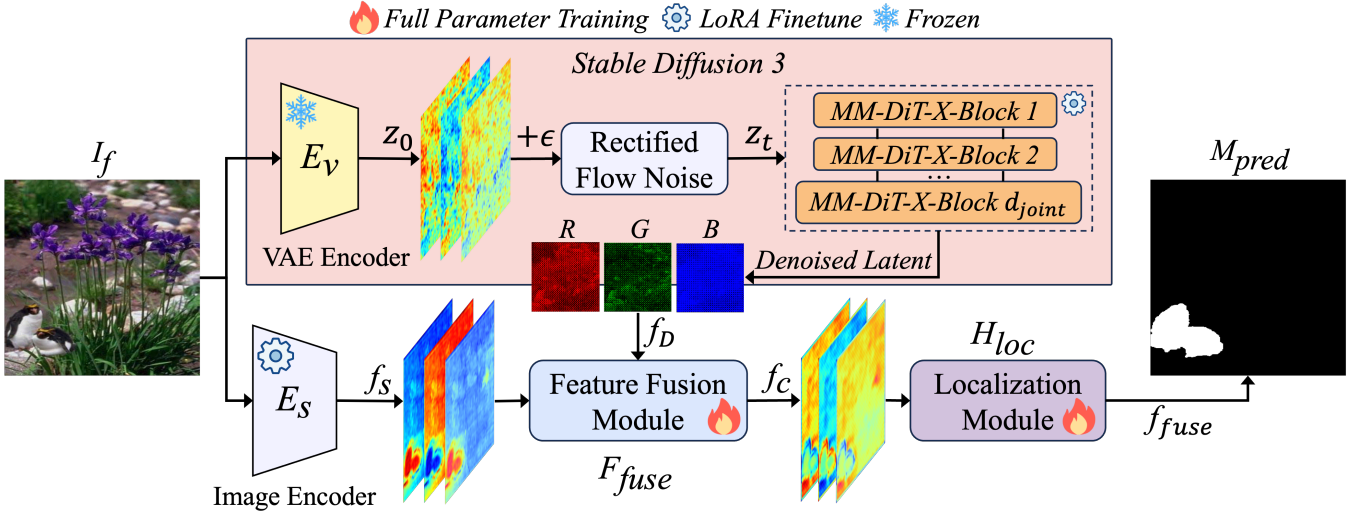 Full Parameter Training LoRA Finetune Frozen
Stable Diffusion 3
E_v
VAE Encoder
z_0
+ϵ
Rectified
Flow Noise
z_t
MM-DiT-X-Block 1
MM-DiT-X-Block 2
...
MM-DiT-X-Block d_joint
Denoised Latent
R G B
I_f
M_pred
E_s
Image Encoder
f_s
f_D
Feature Fusion
Module
F_fuse
f_c
H_loc
Localization
Module
f_fuse